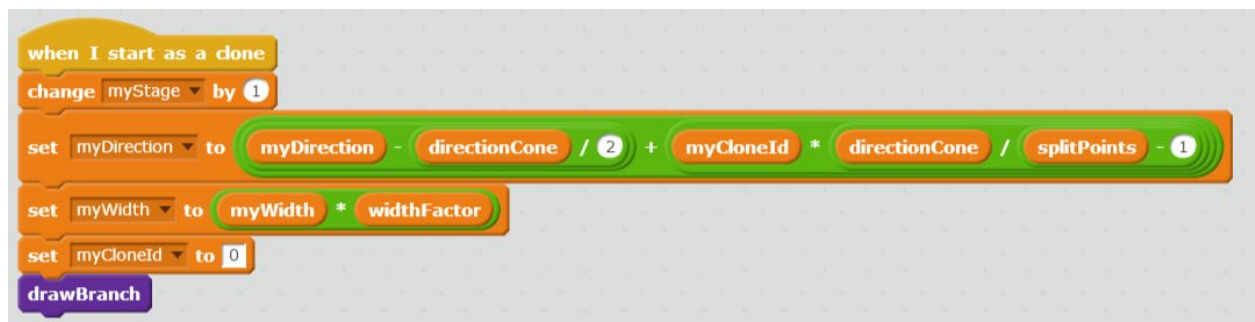 when I start as a clone
change myStage by 1
set myDirection to myDirection - directionCone / 2 + myCloneId * directionCone / splitPoints - 1
set myWidth to myWidth * widthFactor
set myCloneId to 0
drawBranch